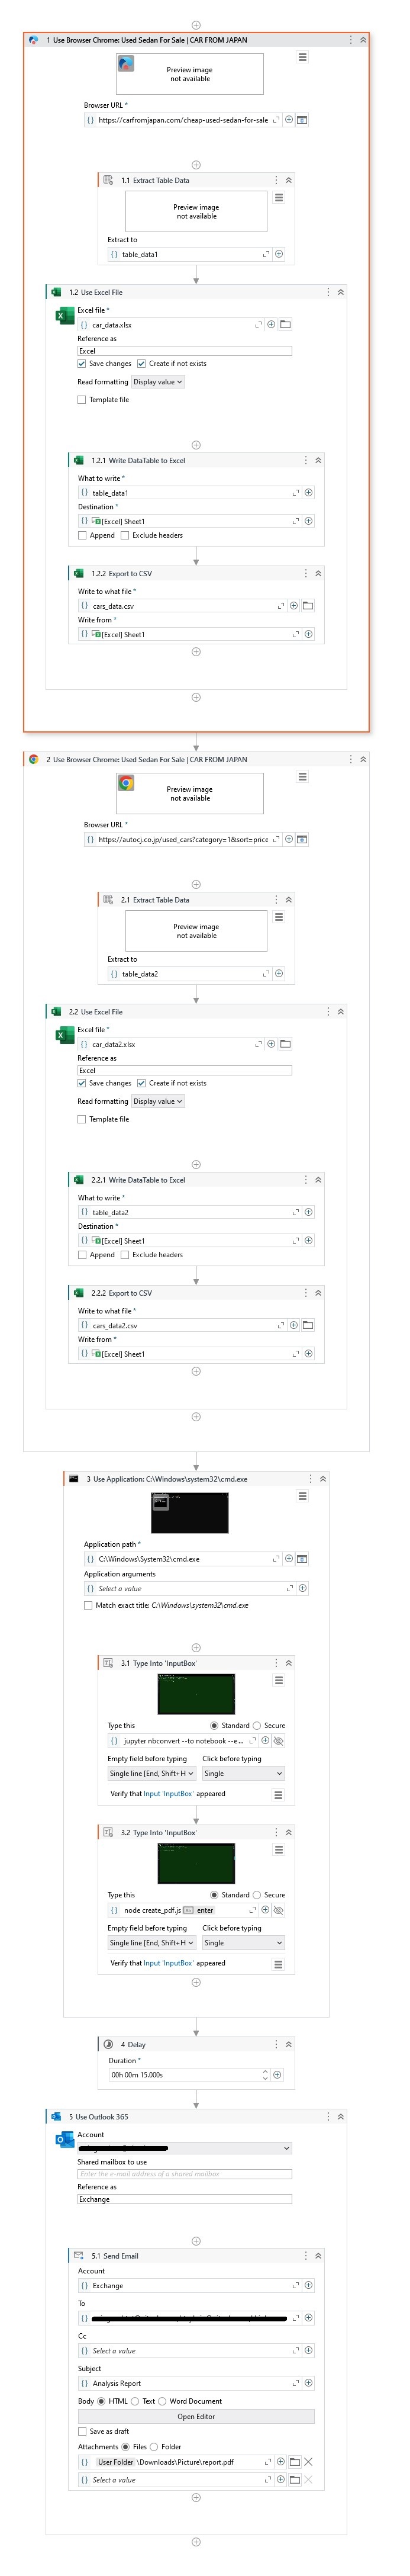 1 Use Browser Chrome: Used Sedan For Sale | CAR FROM JAPAN
Preview image
not available
Browser URL *
https://carfromjapan.com/cheap-used-sedan-for-sale
1.1 Extract Table Data
Preview image
not available
Extract to
table_data1
1.2 Use Excel File
Excel file *
car_data.xlsx
Reference as
Excel
Save changes Create if not exists
Read formatting Display value
Template file
1.2.1 Write DataTable to Excel
What to write *
table_data1
Destination *
[Excel] Sheet1
Append Exclude headers
1.2.2 Export to CSV
Write to what file *
cars_data.csv
Write from *
[Excel] Sheet1
2 Use Browser Chrome: Used Sedan For Sale | CAR FROM JAPAN
Preview image
not available
Browser URL *
https://autocj.co.jp/used_cars?category=1&sort=price
2.1 Extract Table Data
Preview image
not available
Extract to
table_data2
2.2 Use Excel File
Excel file *
car_data2.xlsx
Reference as
Excel
Save changes Create if not exists
Read formatting Display value
Template file
2.2.1 Write DataTable to Excel
What to write *
table_data2
Destination *
[Excel] Sheet1
Append Exclude headers
2.2.2 Export to CSV
Write to what file *
cars_data2.csv
Write from *
[Excel] Sheet1
3 Use Application: C:\Windows\system32\cmd.exe
Application path *
C:\Windows\System32\cmd.exe
Application arguments
Select a value
Match exact title: C:\Windows\system32\cmd.exe
3.1 Type Into 'InputBox'
Type this Standard Secure
jupyter nbconvert --to notebook --e...
Empty field before typing Click before typing
Single line [End, Shift+H Single
Verify that Input 'InputBox' appeared
3.2 Type Into 'InputBox'
Type this Standard Secure
node create_pdf.js enter
Empty field before typing Click before typing
Single line [End, Shift+H Single
Verify that Input 'InputBox' appeared
4 Delay
Duration *
00h 00m 15.000s
5 Use Outlook 365
Account
Shared mailbox to use
Enter the e-mail address of a shared mailbox
Reference as
Exchange
5.1 Send Email
Account
Exchange
To
Cc
Select a value
Subject
Analysis Report
Body HTML Text Word Document
Open Editor
Save as draft
Attachments Files Folder
User Folder \Downloads\Picture\report.pdf
Select a value